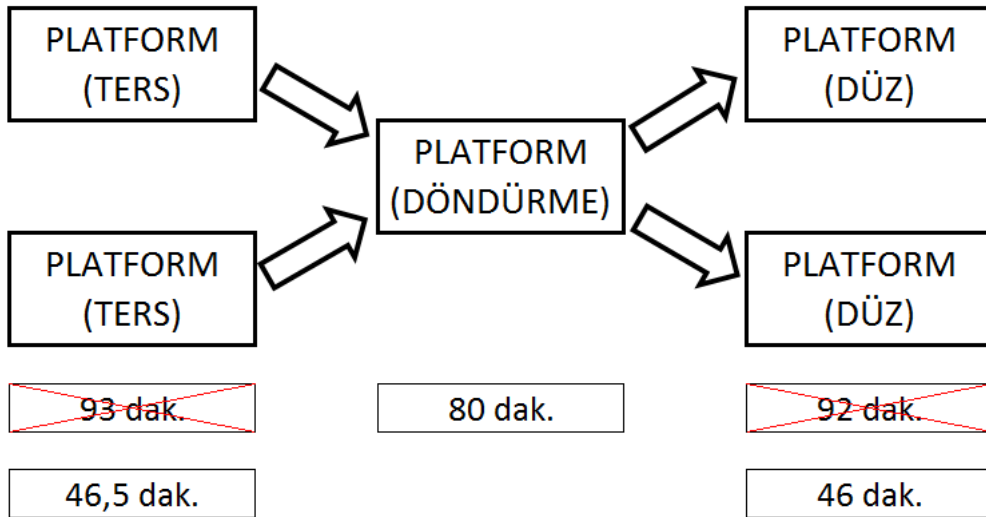 PLATFORM
(TERS)
PLATFORM
(DÜZ)
PLATFORM
(DÖNDÜRME)
PLATFORM
(TERS)
PLATFORM
(DÜZ)
93 dak.
80 dak.
92 dak.
46,5 dak.
46 dak.